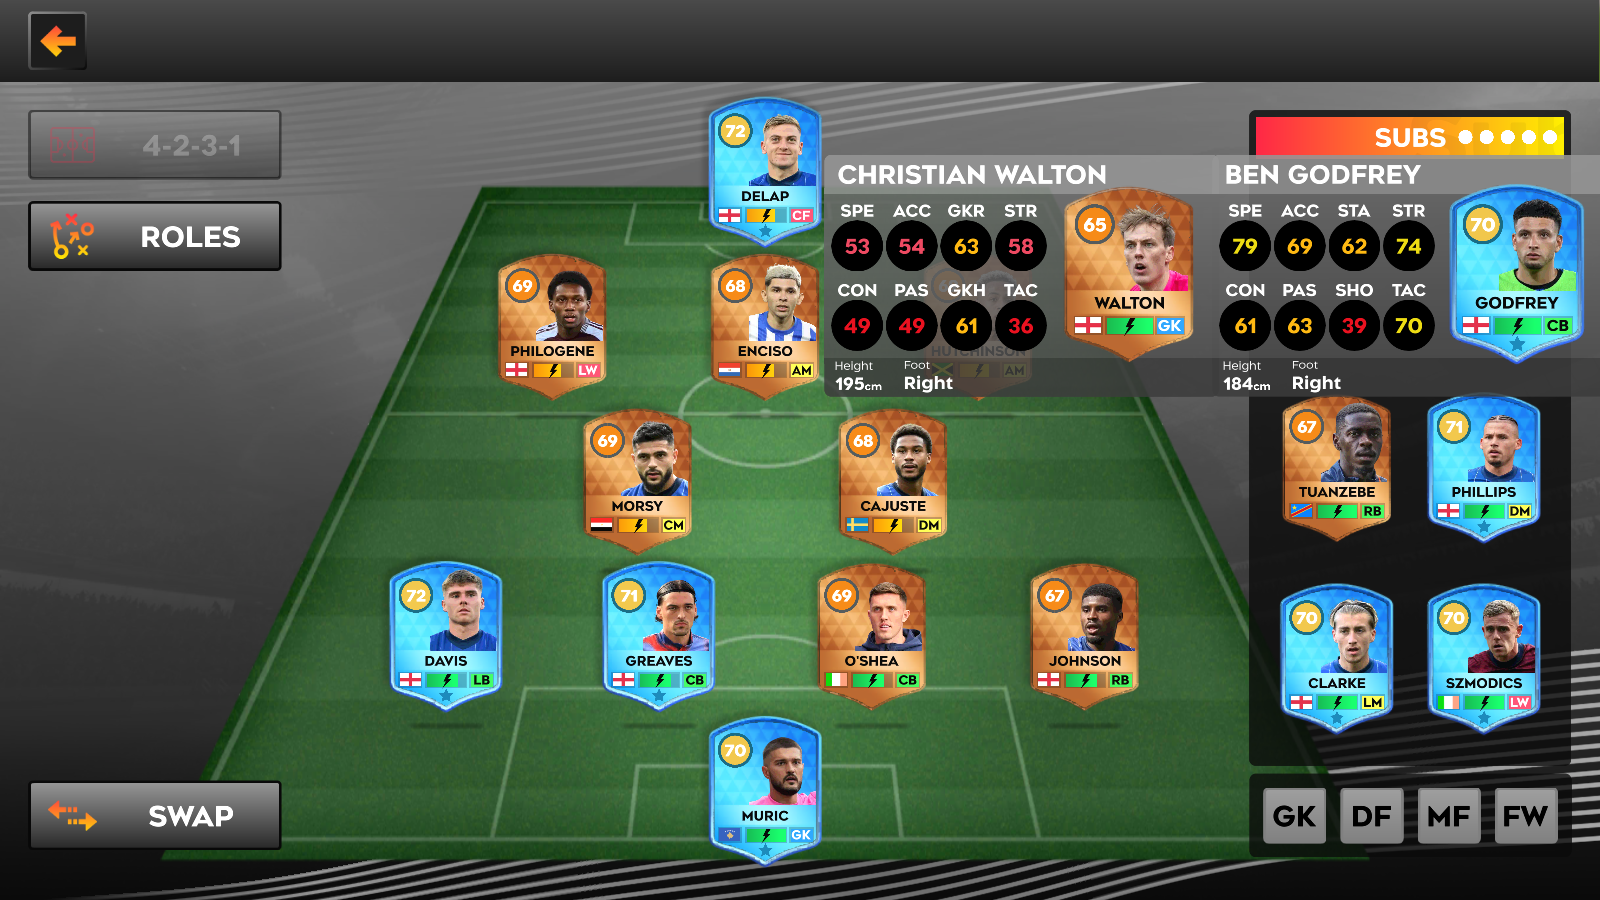 4-2-3-1
ROLES
SWAP
SUBS
72
DELAP
CF
69
PHILOGENE
LW
68
ENCISO
AM
HUTCHINSON
AM
CHRISTIAN WALTON
SPE ACC GKR STR
53 54 63 58
CON PAS GKH TAC
49 49 61 36
Height Foot
195cm Right
65
WALTON
GK
BEN GODFREY
SPE ACC STA STR
79 69 62 74
CON PAS SHO TAC
61 63 39 70
Height Foot
184cm Right
70
GODFREY
CB
69
MORSY
CM
68
CAJUSTE
DM
67
TUANZEBE
RB
71
PHILLIPS
DM
72
DAVIS
LB
71
GREAVES
CB
69
O'SHEA
CB
67
JOHNSON
RB
70
CLARKE
LM
70
SZMODICS
LW
70
MURIC
GK
GK DF MF FW